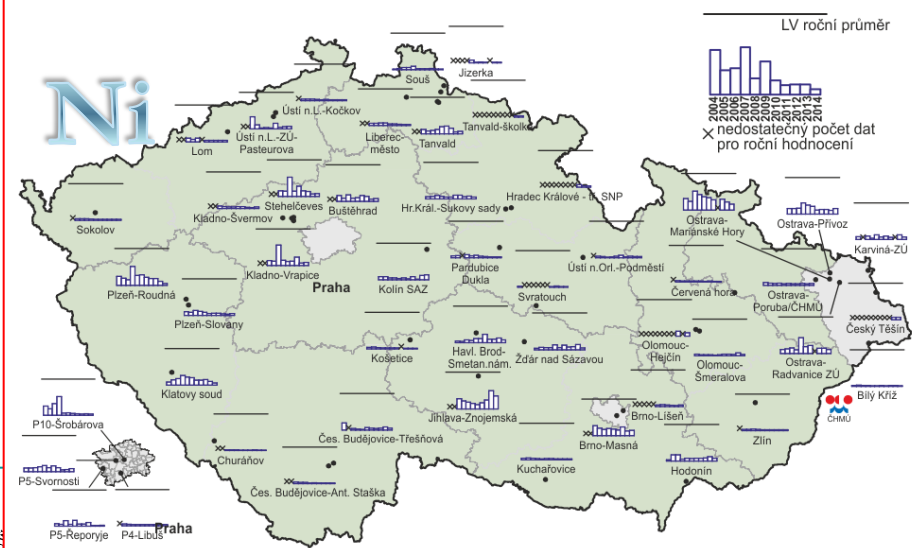 Ni
LV roční průměr
2004
2005
2006
2007
2008
2009
2010
2011
2012
2013
2014
× nedostatečný počet dat
pro roční hodnocení
Souš
Jizerka
Ústí n.L.-Kočkov
Ústí n.L.-ZÚ-
Pasteurova
Lom
Liberec-
město
Tanvald
Tanvald-školka
Sokolov
Kladno-Švermov
Stehelčeves
Buštěhrad
Hr.Král.-Sukovy sady
Hradec Králové - tř. SNP
Ostrava-
Mariánské Hory
Ostrava-Přívoz
Karviná-ZÚ
Plzeň-Roudná
Kladno-Vrapice
Praha
Kolín SAZ
Pardubice
Dukla
Ústí n.Orl.-Podměstí
Svratouch
Červená hora
Ostrava-
Poruba/ČHMÚ
Český Těšín
Plzeň-Slovany
Košetice
Havl. Brod-
Smetan.nám.
Žďár nad Sázavou
Olomouc-
Hejčín
Olomouc-
Šmeralova
Ostrava-
Radvanice ZÚ
Bílý Kříž
ČHMÚ
Klatovy soud
P10-Šrobárova
Čes. Budějovice-Třešňová
Jihlava-Znojemská
Brno-Líšeň
Brno-Masná
Zlín
Churáňov
P5-Svornosti
Čes. Budějovice-Ant. Staška
Kuchařovice
Hodonín
P5-Řeporyje
P4-Libuš
Praha